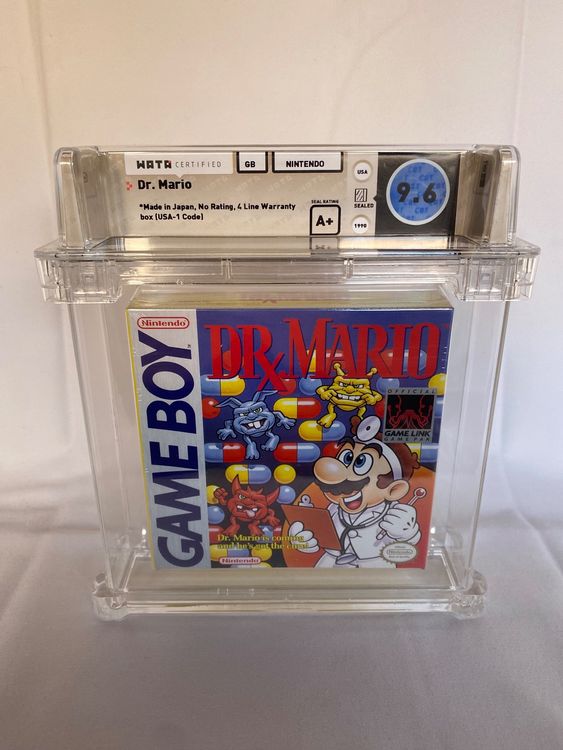 WATA CERTIFIED
GB
NINTENDO
Dr. Mario
*Made in Japan, No Rating, 4 Line Warranty
box (USA-1 Code)
SEAL RATING
A+
USA
SEALED
1990
9.6
Nintendo
GAME BOY
DR. MARIO
OFFICIAL
GAME LINK
GAME PAK
Dr. Mario is coming
and he's got the cure!
Nintendo